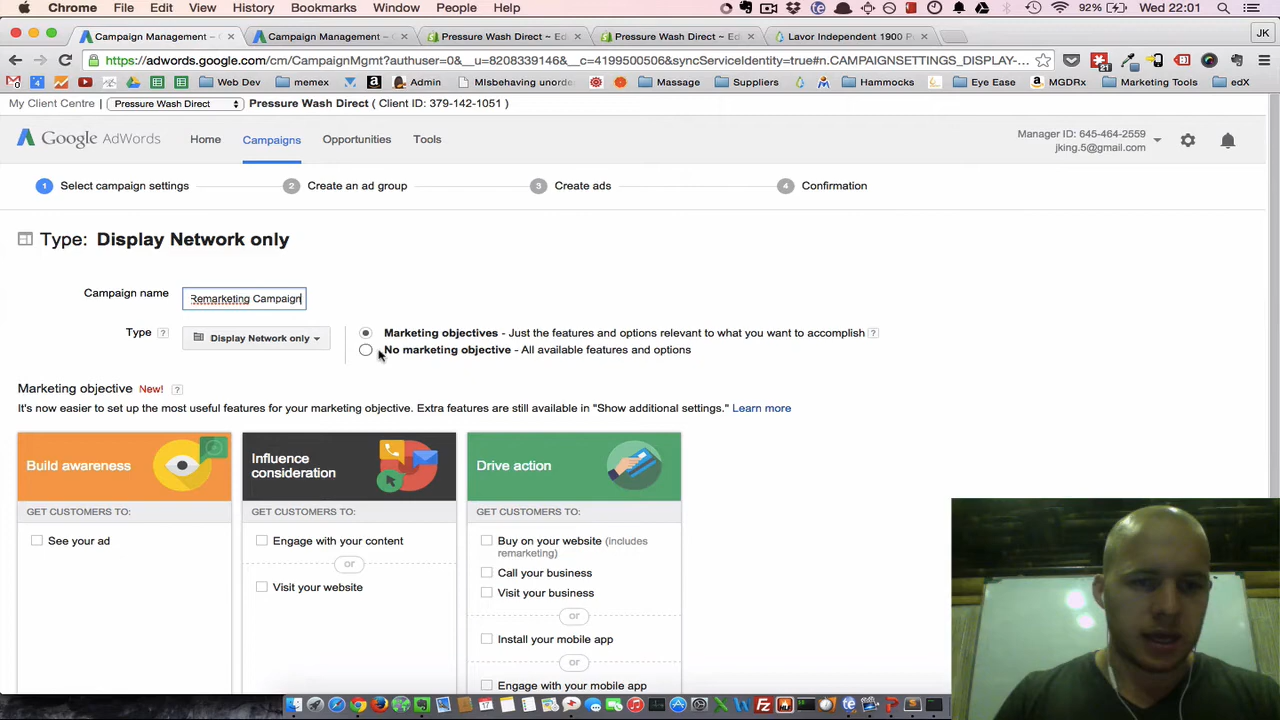 Chrome File Edit View History Bookmarks Window People Help 92% Wed 22:01
Campaign Management – × Campaign Management – C × Pressure Wash Direct ~ Ed × Pressure Wash Direct ~ Ed × Lavor Independent 1900 P × JK
https://adwords.google.com/cm/CampaignMgmt?authuser=0&__u=8203339146&__c=4199500506&syncServiceIdentity=true#n.CAMPAIGNSETTINGS_DISPLAY-... 21
Web Dev memex Admin Mishaving unorde Massage Suppliers Hammocks Eye Ease MGDRx Marketing Tools edX
My Client Centre Pressure Wash Direct Pressure Wash Direct ( Client ID: 379-142-1051 )
Google AdWords Home Campaigns Opportunities Tools
Manager ID: 645-464-2559
jking.5@gmail.com
1 Select campaign settings 2 Create an ad group 3 Create ads 4 Confirmation
Type: Display Network only
Campaign name Remarketing Campaign
Type ? Display Network only Marketing objectives - Just the features and options relevant to what you want to accomplish ?
No marketing objective - All available features and options
Marketing objective New! ?
It's now easier to set up the most useful features for your marketing objective. Extra features are still available in "Show additional settings." Learn more
Build awareness
GET CUSTOMERS TO:
See your ad
Influence
consideration
GET CUSTOMERS TO:
Engage with your content
or
Visit your website
Drive action
GET CUSTOMERS TO:
Buy on your website (includes
remarketing)
Call your business
Visit your business
or
Install your mobile app
or
Engage with your mobile app